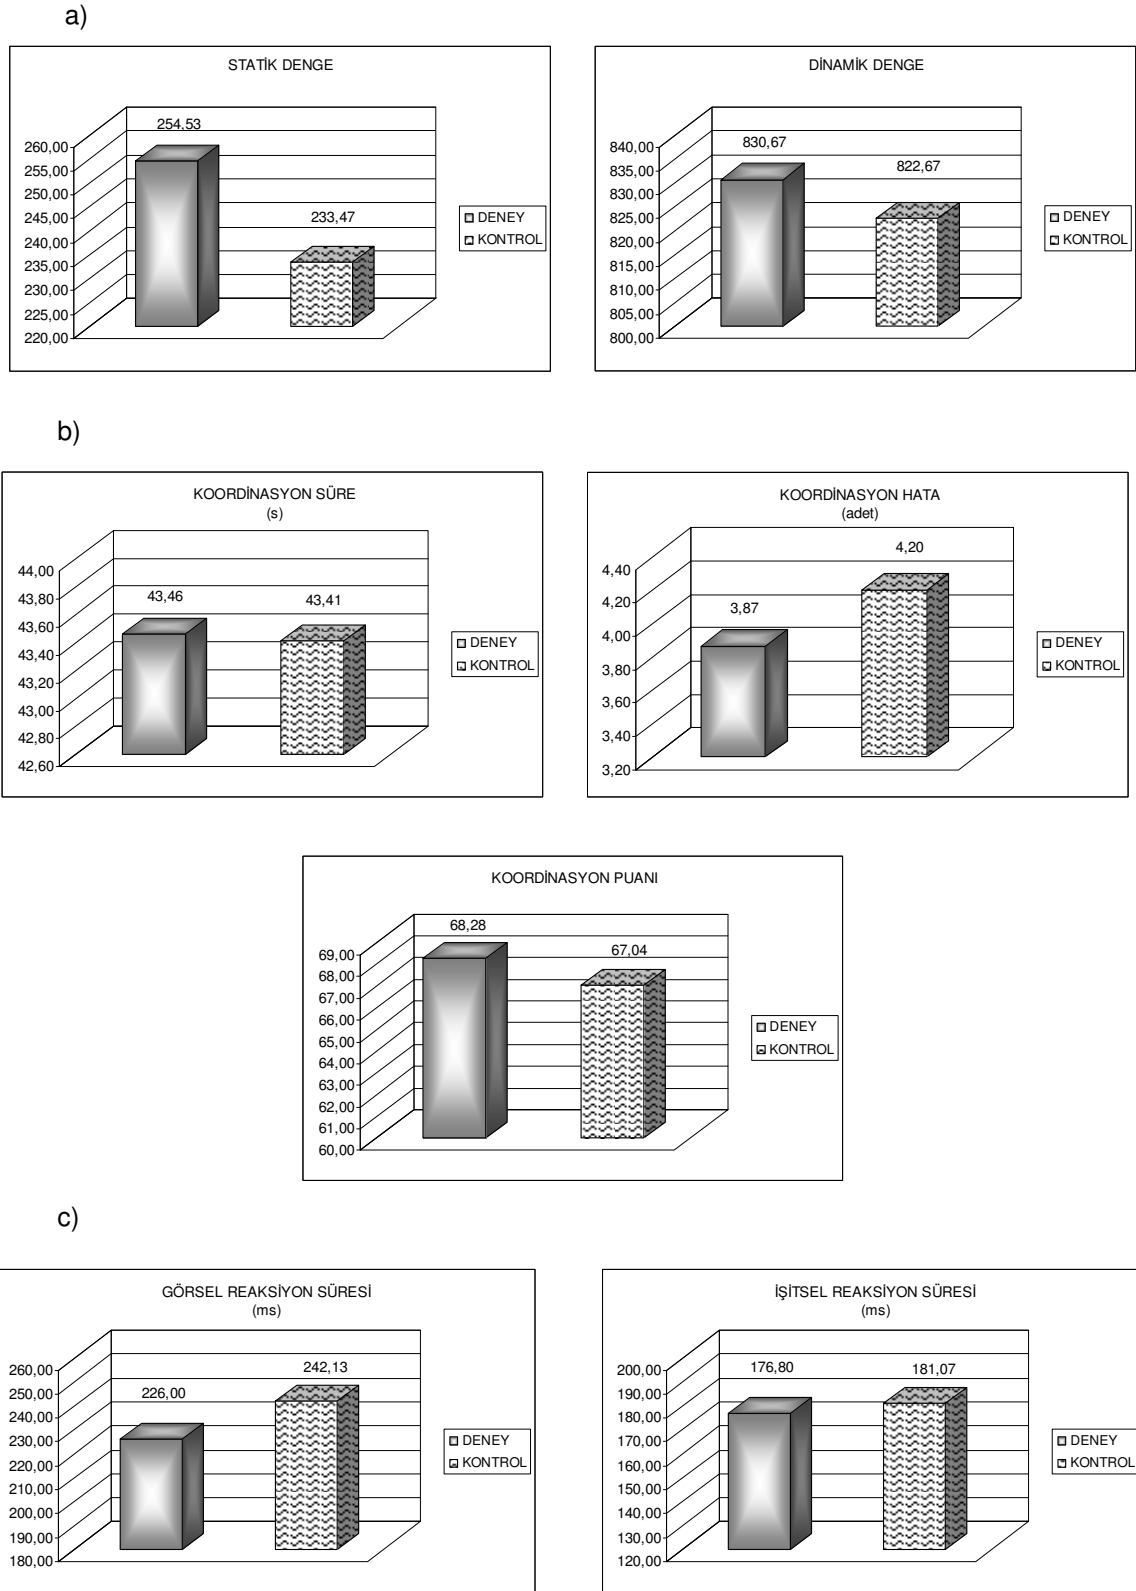 a)
STATİK DENGE
254,53
233,47
260,00
255,00
250,00
245,00
240,00
235,00
230,00
225,00
220,00
DENEY
KONTROL
DİNAMİK DENGE
830,67
822,67
840,00
835,00
830,00
825,00
820,00
815,00
810,00
805,00
800,00
DENEY
KONTROL
b)
KOORDİNASYON SÜRE
(s)
43,46
43,41
44,00
43,80
43,60
43,40
43,20
43,00
42,80
42,60
DENEY
KONTROL
KOORDİNASYON HATA
(adet)
3,87
4,20
4,40
4,20
4,00
3,80
3,60
3,40
3,20
DENEY
KONTROL
KOORDİNASYON PUANI
68,28
67,04
69,00
68,00
67,00
66,00
65,00
64,00
63,00
62,00
61,00
60,00
DENEY
KONTROL
c)
GÖRSEL REAKSİYON SÜRESİ
(ms)
226,00
242,13
260,00
250,00
240,00
230,00
220,00
210,00
200,00
190,00
180,00
DENEY
KONTROL
İŞİTSEL REAKSİYON SÜRESİ
(ms)
176,80
181,07
200,00
190,00
180,00
170,00
160,00
150,00
140,00
130,00
120,00
DENEY
KONTROL